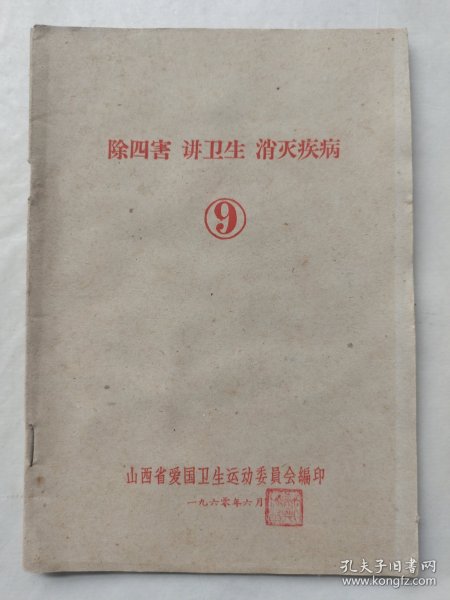 除四害 讲卫生 消灭疾病
9
山西省爱国卫生运动委員会編印
一九六零年六月
孔夫子旧书网
www.kongfz.com